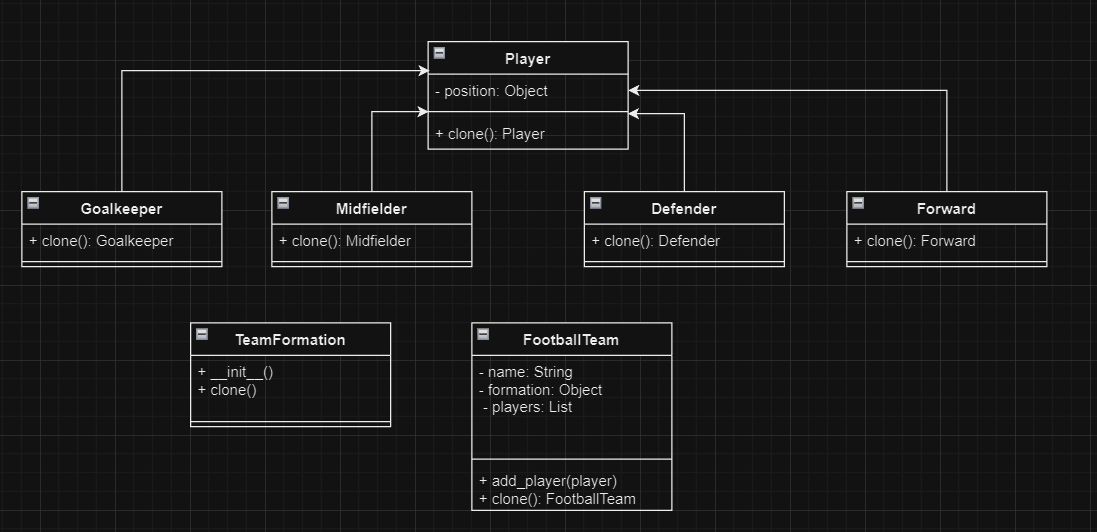 Player
- position: Object
+ clone(): Player
Goalkeeper
+ clone(): Goalkeeper
Midfielder
+ clone(): Midfielder
Defender
+ clone(): Defender
Forward
+ clone(): Forward
TeamFormation
+ __init__()
+ clone()
FootballTeam
- name: String
- formation: Object
- players: List
+ add_player(player)
+ clone(): FootballTeam